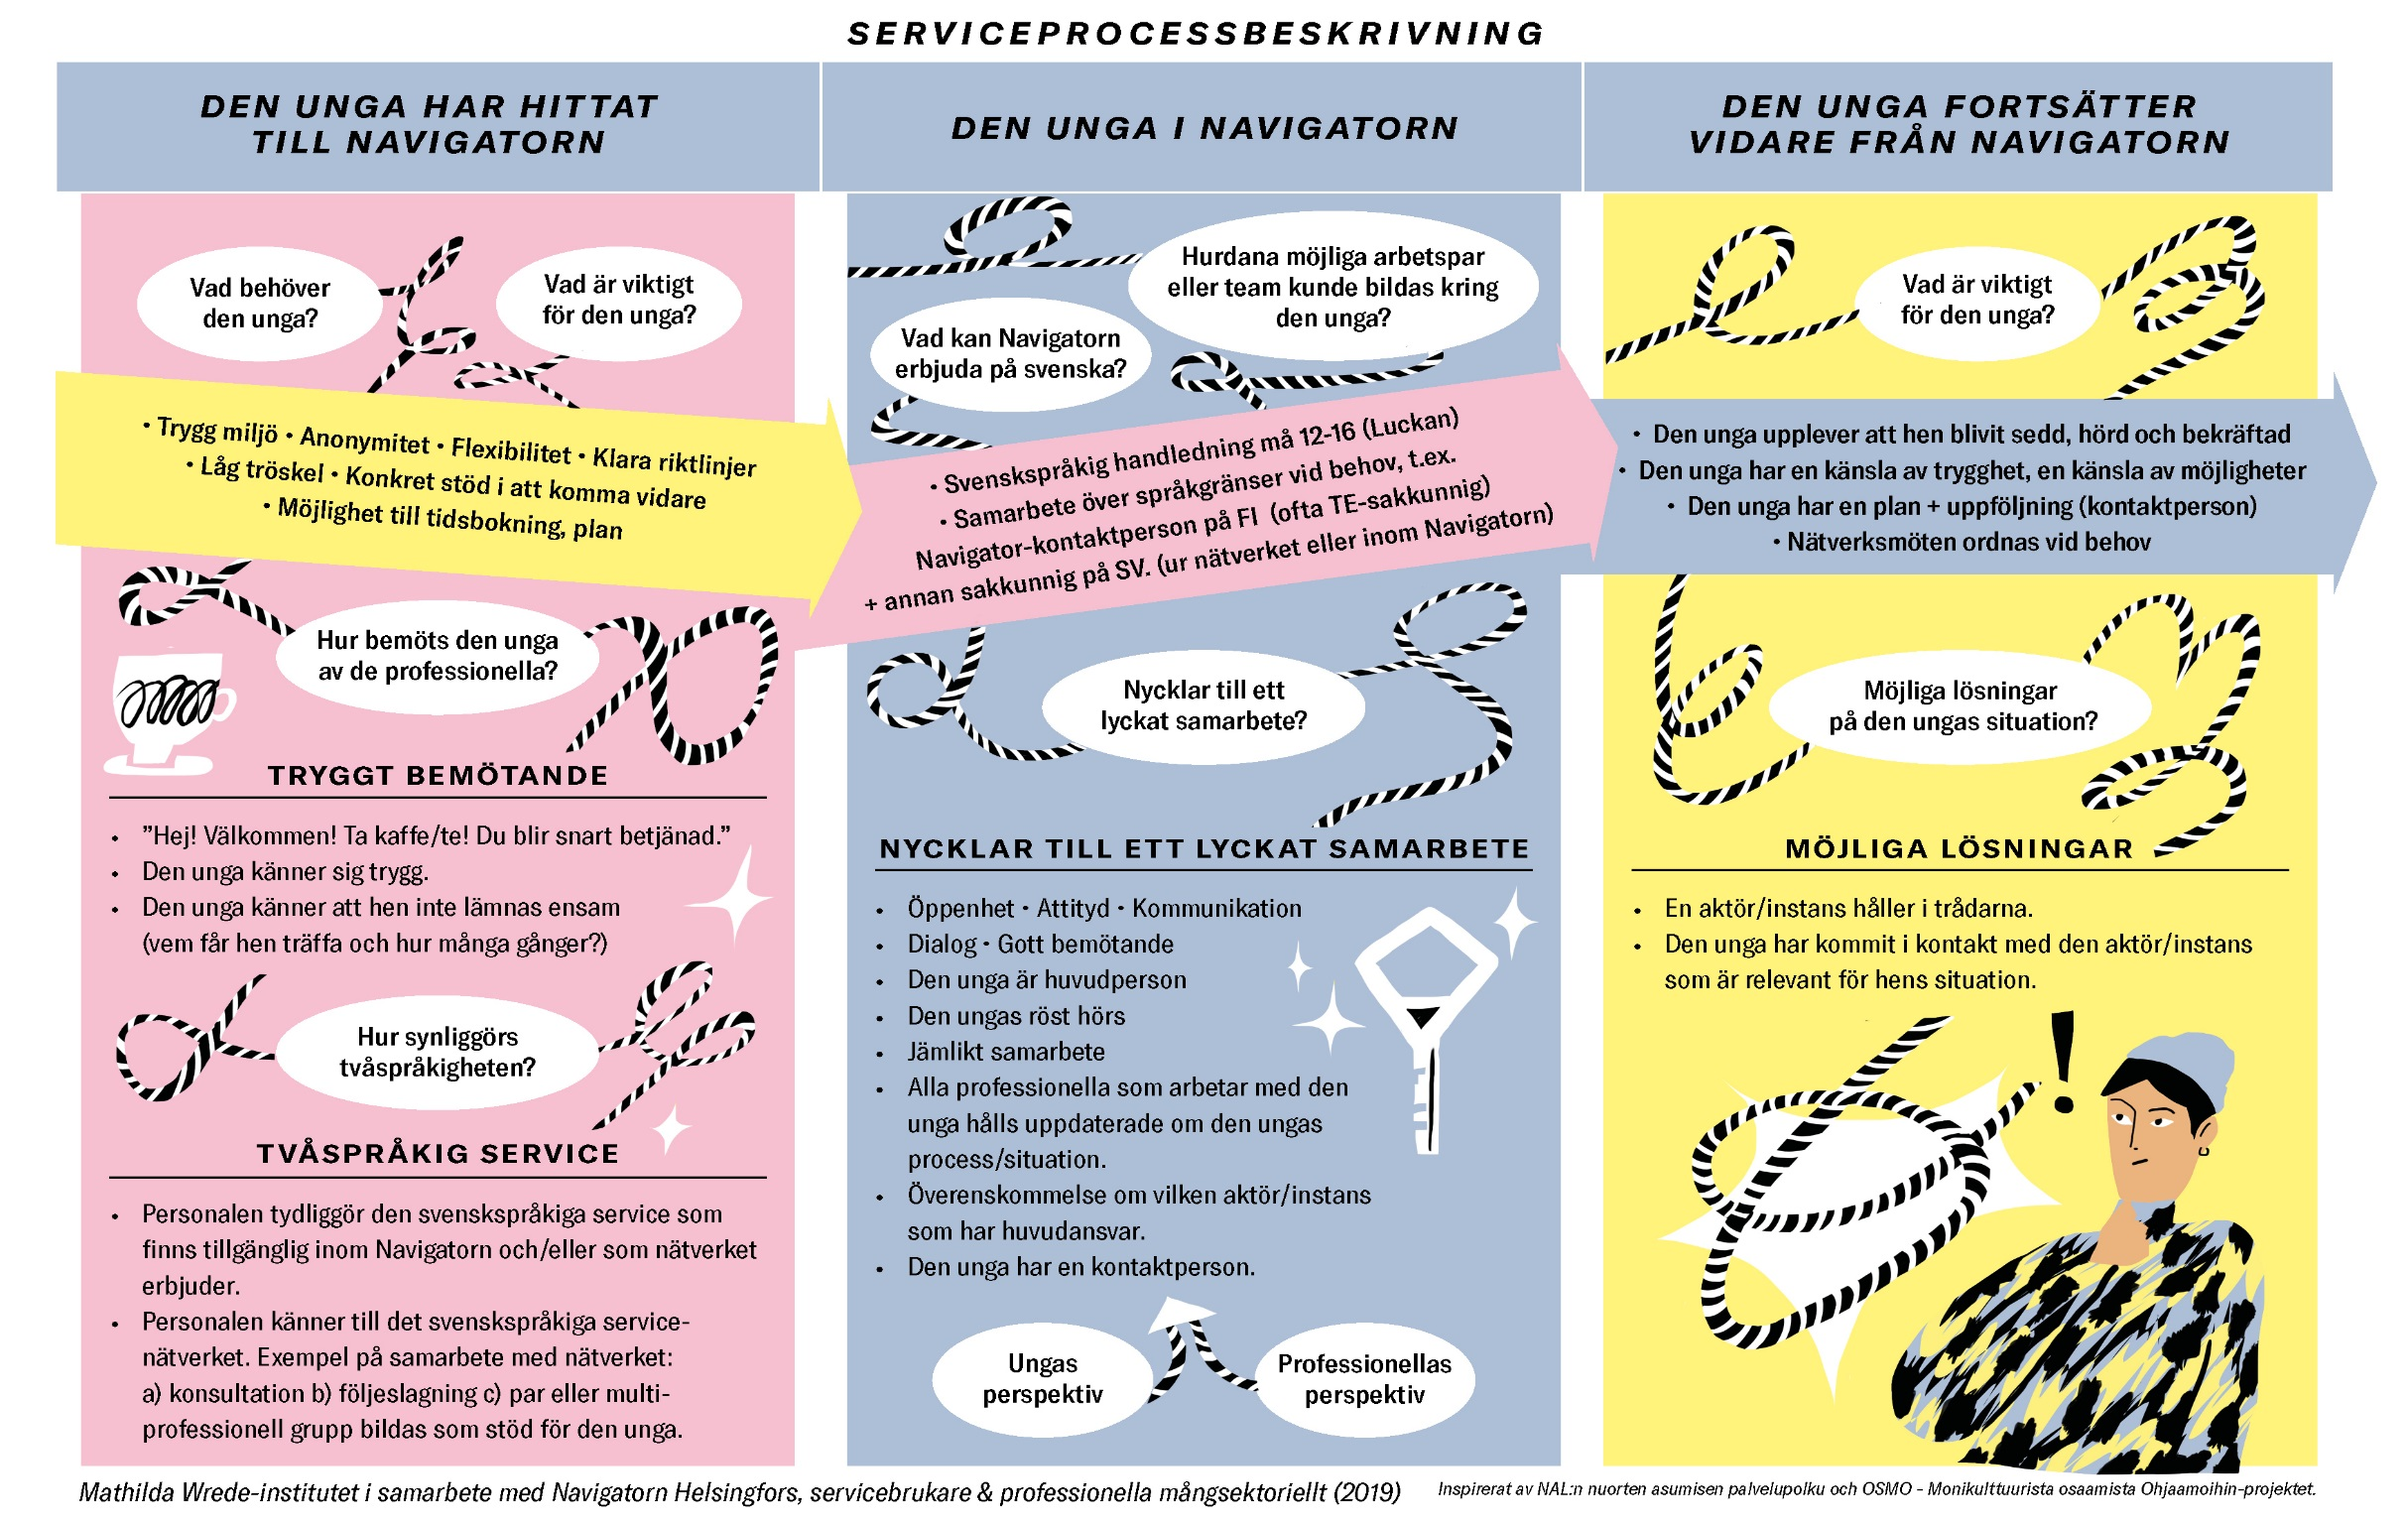 SERVICEPROCESSBESKRIVNING
DEN UNGA HAR HITTAT
TILL NAVIGATORN
Vad behöver
den unga?
Vad är viktigt
för den unga?
• Trygg miljö • Anonymitet • Flexibilitet • Klara riktlinjer
• Låg tröskel • Konkret stöd i att komma vidare
• Möjlighet till tidsbokning, plan
Hur bemöts den unga
av de professionella?
TRYGGT BEMÖTANDE
• ”Hej! Välkommen! Ta kaffe/te! Du blir snart betjänad.”
• Den unga känner sig trygg.
• Den unga känner att hen inte lämnas ensam
(vem får hen träffa och hur många gånger?)
Hur synliggörs
tvåspråkigheten?
TVÅSPRÅKIG SERVICE
• Personalen tydliggör den svenskspråkiga service som
finns tillgänglig inom Navigatorn och/eller som nätverket
erbjuder.
• Personalen känner till det svenskspråkiga service-
nätverket. Exempel på samarbete med nätverket:
a) konsultation b) följeslagning c) par eller multi-
professionell grupp bildas som stöd för den unga.
DEN UNGA I NAVIGATORN
Hurdana möjliga arbetspar
eller team kunde bildas kring
den unga?
Vad kan Navigatorn
erbjuda på svenska?
• Svenskspråkig handledning må 12-16 (Luckan)
• Samarbete över språkgränser vid behov, t.ex.
Navigator-kontaktperson på FI (ofta TE-sakkunnig)
+ annan sakkunnig på SV. (ur nätverket eller inom Navigatorn)
Nycklar till ett
lyckat samarbete?
NYCKLAR TILL ETT LYCKAT SAMARBETE
• Öppenhet • Attityd • Kommunikation
• Dialog • Gott bemötande
• Den unga är huvudperson
• Den ungas röst hörs
• Jämlikt samarbete
• Alla professionella som arbetar med den
unga hålls uppdaterade om den ungas
process/situation.
• Överenskommelse om vilken aktör/instans
som har huvudansvar.
• Den unga har en kontaktperson.
Ungas
perspektiv
Professionellas
perspektiv
DEN UNGA FORTSÄTTER
VIDARE FRÅN NAVIGATORN
Vad är viktigt
för den unga?
• Den unga upplever att hen blivit sedd, hörd och bekräftad
• Den unga har en känsla av trygghet, en känsla av möjligheter
• Den unga har en plan + uppföljning (kontaktperson)
• Nätverksmöten ordnas vid behov
Möjliga lösningar
på den ungas situation?
MÖJLIGA LÖSNINGAR
• En aktör/instans håller i trådarna.
• Den unga har kommit i kontakt med den aktör/instans
som är relevant för hens situation.
!
Mathilda Wrede-institutet i samarbete med Navigatorn Helsingfors, servicebrukare & professionella mångsektoriellt (2019)
Inspirerat av NAL:n nuorten asumisen palvelupolku och OSMO - Monikulttuurista osaamista Ohjaamoihin-projektet.